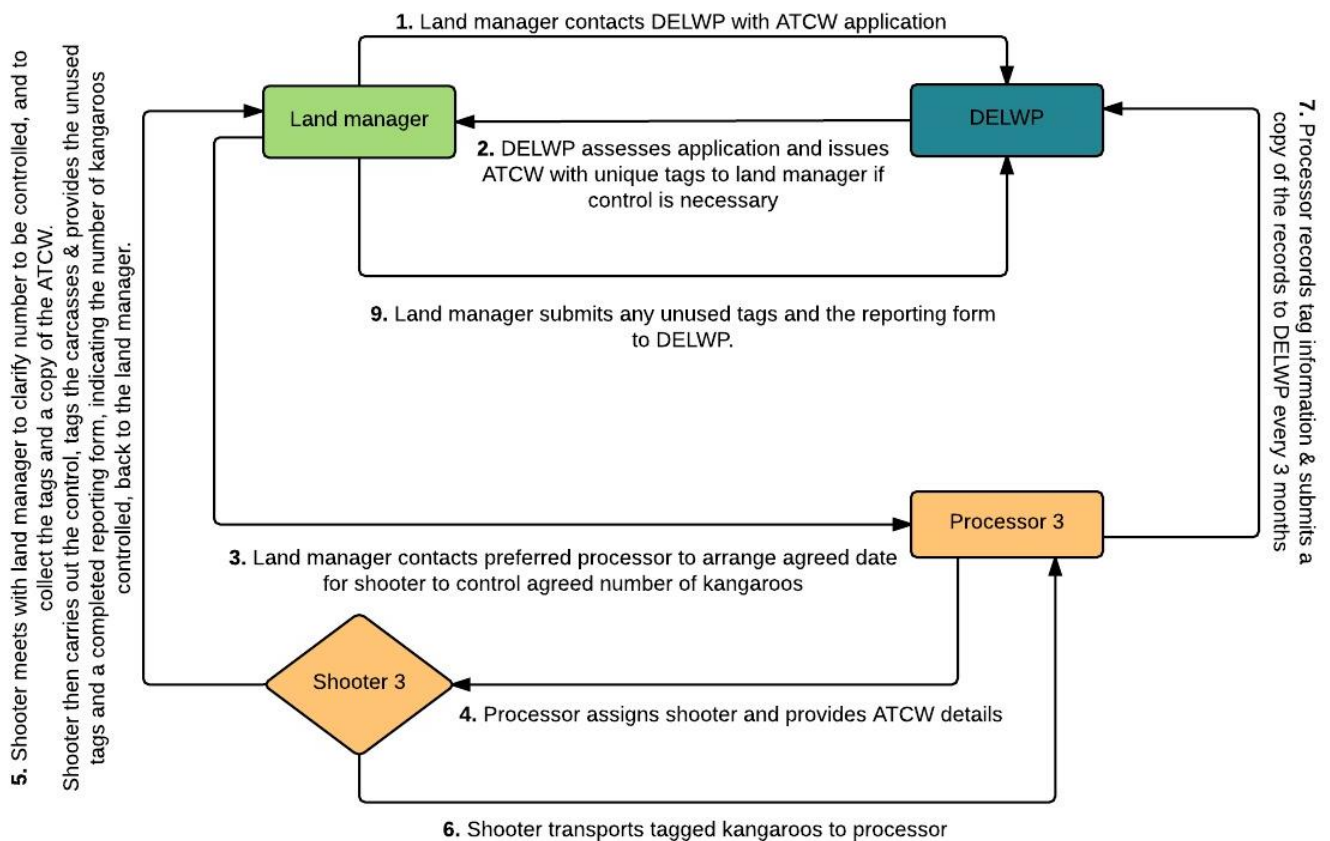 1. Land manager contacts DELWP with ATCW application
Land manager
DELWP
2. DELWP assesses application and issues
ATCW with unique tags to land manager if
control is necessary
9. Land manager submits any unused tags and the reporting form
to DELWP.
Processor 3
3. Land manager contacts preferred processor to arrange agreed date
for shooter to control agreed number of kangaroos
Shooter 3
4. Processor assigns shooter and provides ATCW details
5. Shooter meets with land manager to clarify number to be controlled, and to
collect the tags and a copy of the ATCW.
Shooter then carries out the control, tags the carcasses & provides the unused
tags and a completed reporting form, indicating the number of kangaroos
controlled, back to the land manager.
6. Shooter transports tagged kangaroos to processor
7. Processor records tag information & submits a
copy of the records to DELWP every 3 months